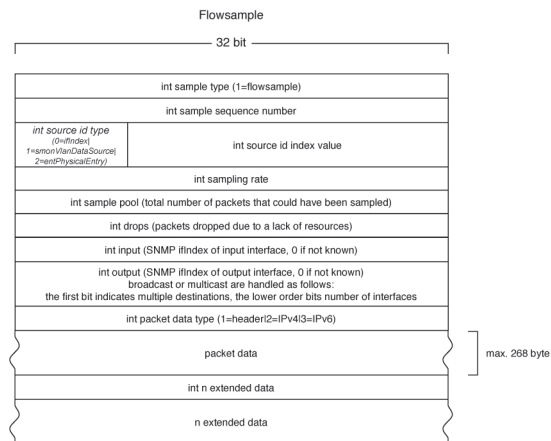 Flowsample
32 bit
int sample type (1=flowsample)
int sample sequence number
int source id type
(0=ifIndex|
1=smonVlanDataSource|
2=entPhysicalEntry)
int source id index value
int sampling rate
int sample pool (total number of packets that could have been sampled)
int drops (packets dropped due to a lack of resources)
int input (SNMP ifIndex of input interface, 0 if not known)
int output (SNMP ifIndex of output interface, 0 if not known)
broadcast or multicast are handled as follows:
the first bit indicates multiple destinations, the lower order bits number of interfaces
int packet data type (1=header|2=IPv4|3=IPv6)
packet data
max. 268 byte
int n extended data
n extended data